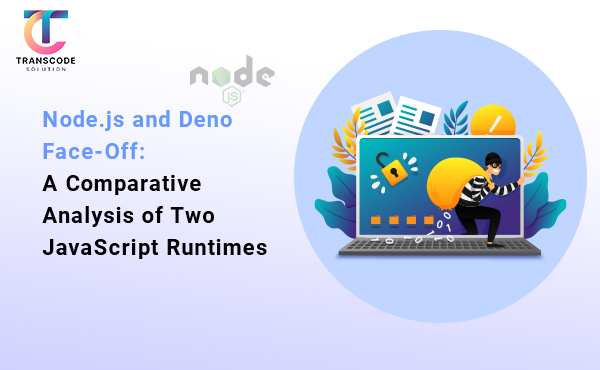 TRANSCODE
SOLUTION
node
JS
Node.js and Deno
Face-Off:
A Comparative
Analysis of Two
JavaScript Runtimes